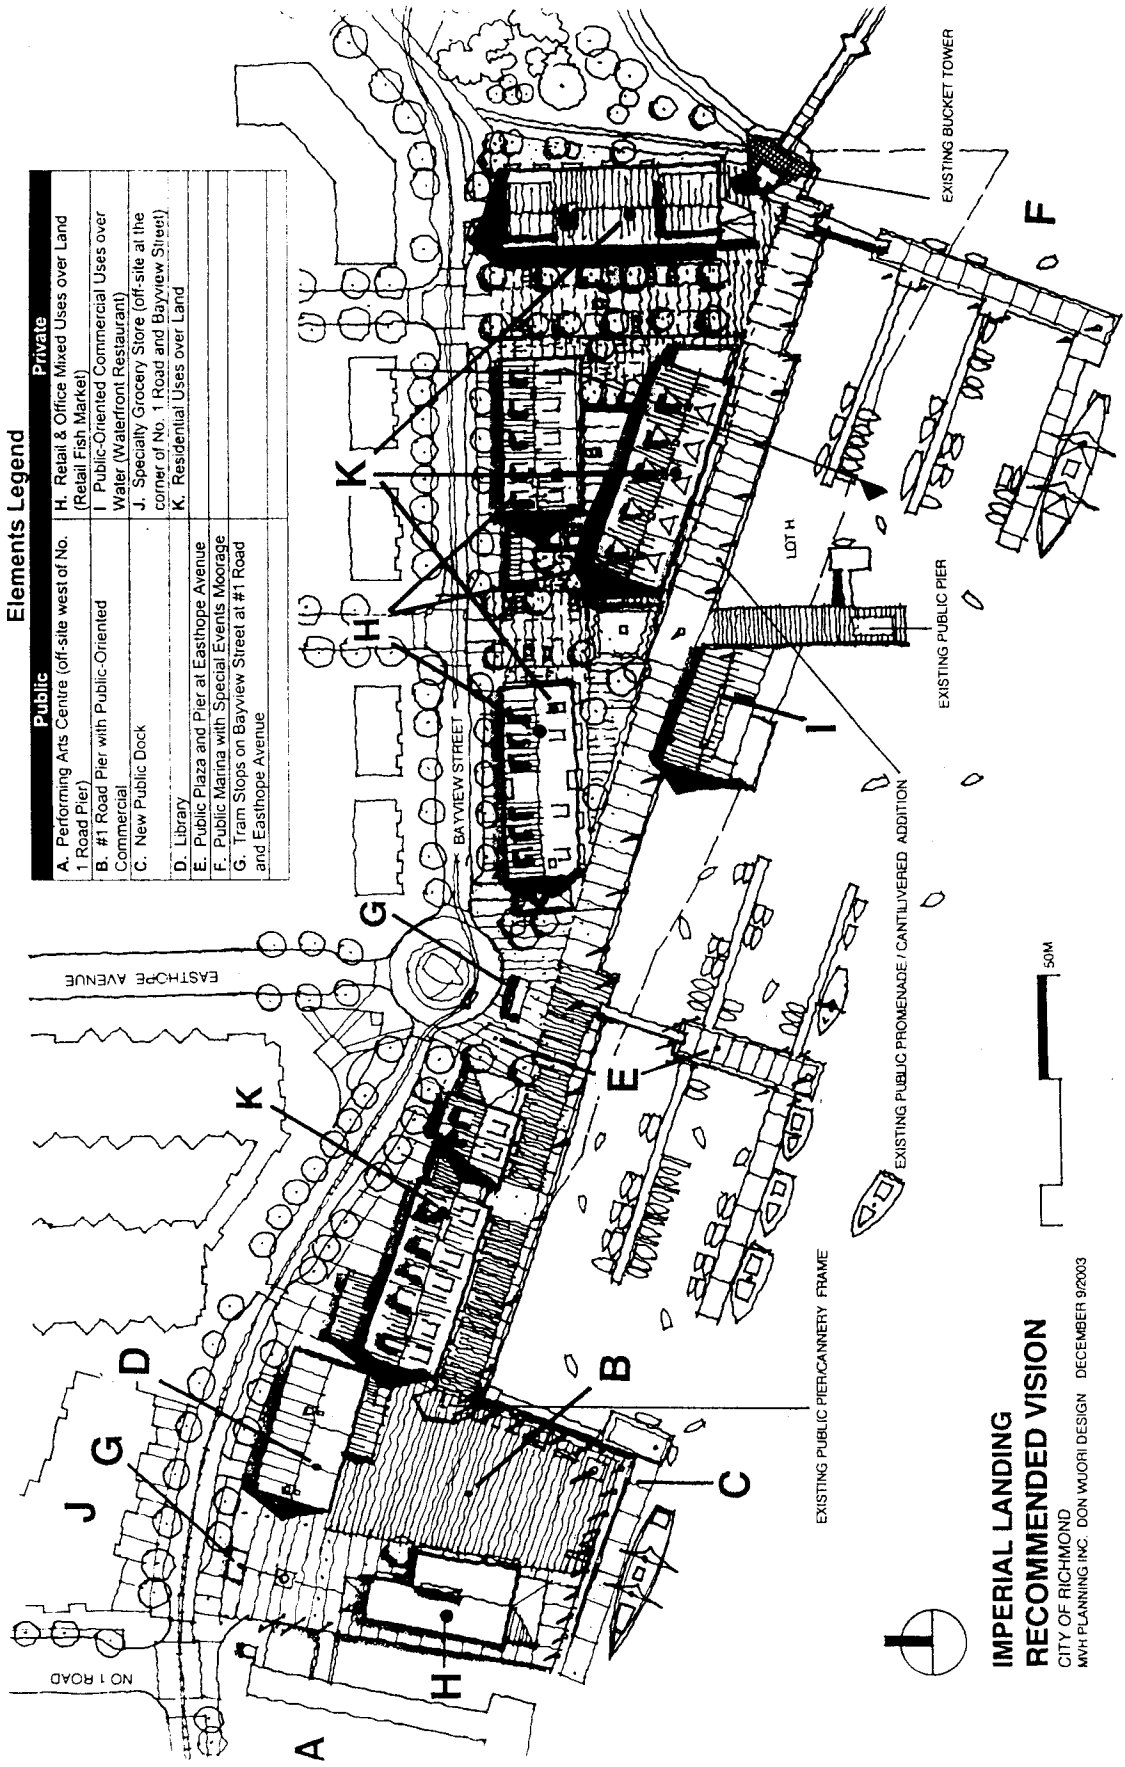 Elements Legend
Public
Private
A. Performing Arts Centre (off-site west of No.
1 Road Pier)
B. #1 Road Pier with Public-Oriented
Commercial
C. New Public Dock
D. Library
E. Public Plaza and Pier at Easthope Avenue
F. Public Marina with Special Events Moorage
G. Tram Stops on Bayview Street at #1 Road
and Easthope Avenue
H. Retail & Office Mixed Uses over Land
(Retail Fish Market)
I Public-Oriented Commercial Uses over
Water (Waterfront Restaurant)
J. Specialty Grocery Store (off-site at the
corner of No. 1 Road and Bayview Street)
K. Residential Uses over Land
NO 1 ROAD
EASTHOPE AVENUE
BAYVIEW STREET
A
J
G
D
K
G
H
K
H
B
C
E
I
F
LOT H
EXISTING PUBLIC PIER/CANNERY FRAME
EXISTING PUBLIC PROMENADE / CANTILIVERED ADDITION
EXISTING PUBLIC PIER
EXISTING BUCKET TOWER
50M
IMPERIAL LANDING
RECOMMENDED VISION
CITY OF RICHMOND
MVH PLANNING INC. DON WUORI DESIGN DECEMBER 9/2003